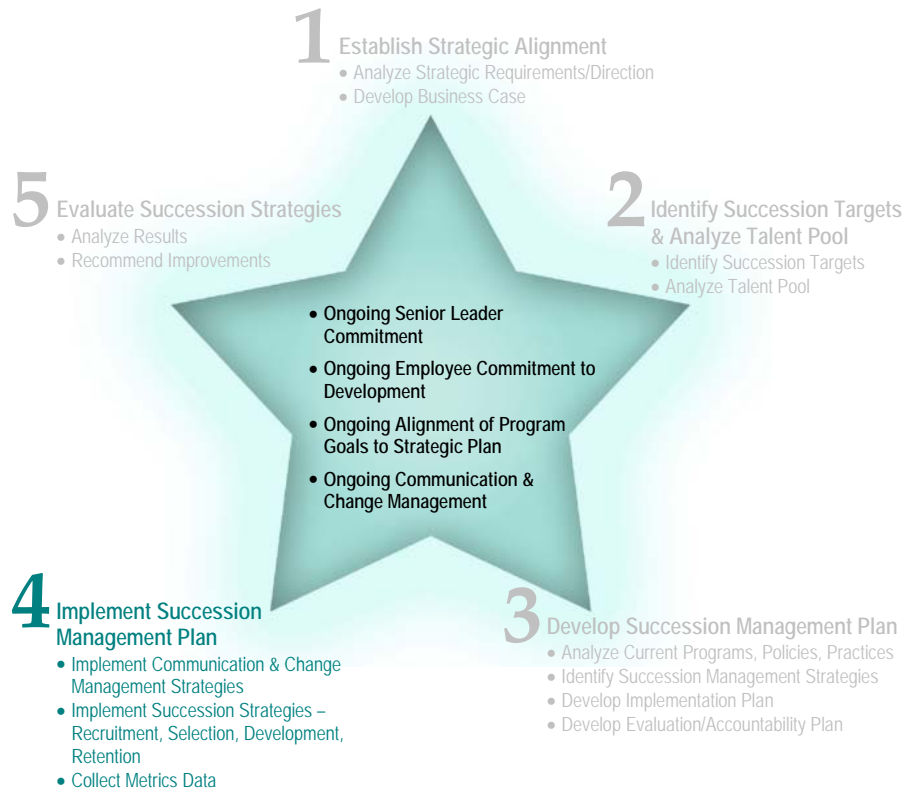 1
Establish Strategic Alignment
• Analyze Strategic Requirements/Direction
• Develop Business Case
2
Identify Succession Targets
& Analyze Talent Pool
• Identify Succession Targets
• Analyze Talent Pool
5
Evaluate Succession Strategies
• Analyze Results
• Recommend Improvements
• Ongoing Senior Leader
Commitment
• Ongoing Employee Commitment to
Development
• Ongoing Alignment of Program
Goals to Strategic Plan
• Ongoing Communication &
Change Management
4
Implement Succession
Management Plan
• Implement Communication & Change
Management Strategies
• Implement Succession Strategies –
Recruitment, Selection, Development,
Retention
• Collect Metrics Data
3
Develop Succession Management Plan
• Analyze Current Programs, Policies, Practices
• Identify Succession Management Strategies
• Develop Implementation Plan
• Develop Evaluation/Accountability Plan